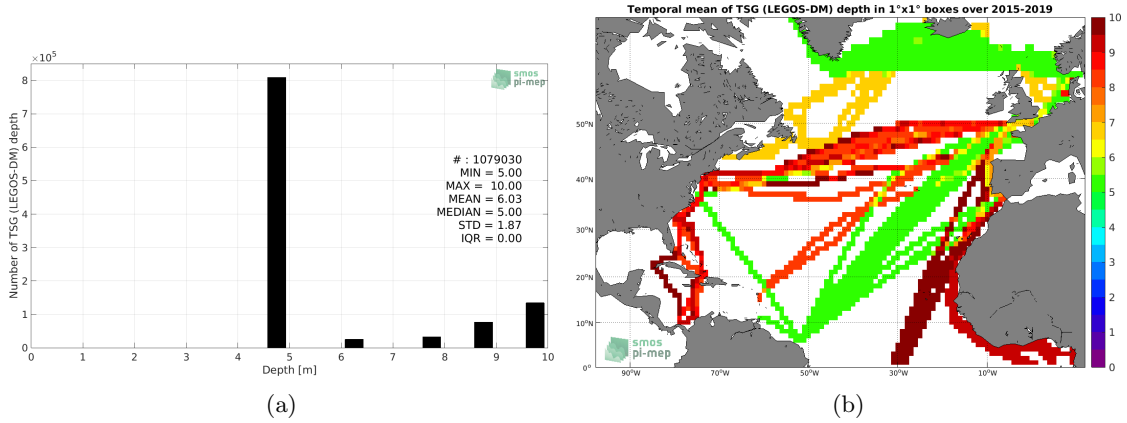 ×10⁵
8
7
6
5
4
3
2
1
0
Number of TSG (LEGOS-DM) depth
smos
pi-mep
# : 1079030
MIN = 5.00
MAX = 10.00
MEAN = 6.03
MEDIAN = 5.00
STD = 1.87
IQR = 0.00
0 1 2 3 4 5 6 7 8 9 10
Depth [m]
(a)
Temporal mean of TSG (LEGOS-DM) depth in 1°x1° boxes over 2015-2019
50°N
40°N
30°N
20°N
10°N
0°
90°W 70°W 50°W 30°W 10°W
smos
pi-mep
10
9
8
7
6
5
4
3
2
1
0
(b)